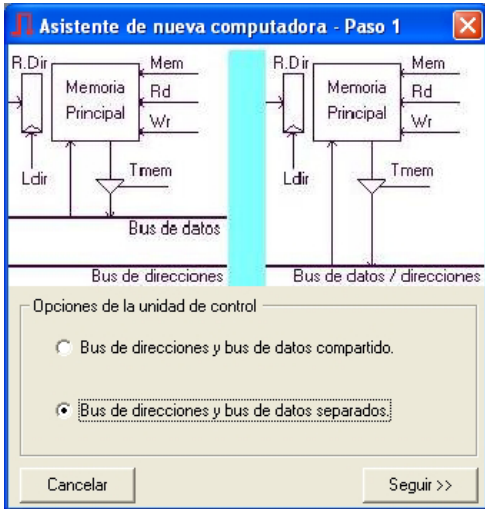 Asistente de nueva computadora - Paso 1
R.Dir
Memoria
Principal
Mem
Rd
Wr
Ldir
Tmem
Bus de datos
Bus de direcciones
R.Dir
Memoria
Principal
Mem
Rd
Wr
Ldir
Tmem
Bus de datos / direcciones
Opciones de la unidad de control
Bus de direcciones y bus de datos compartido.
Bus de direcciones y bus de datos separados.
Cancelar
Seguir >>